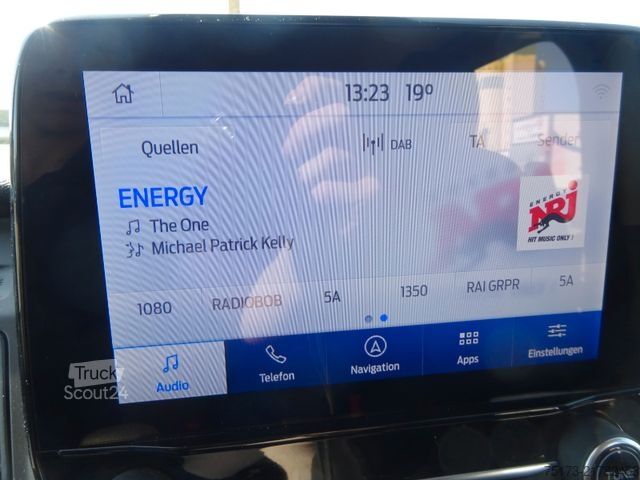 13:23 19°
Quellen DAB TA Sender
ENERGY
The One
Michael Patrick Kelly
ENERGY
NRJ
HIT MUSIC ONLY!
1080 RADIOBOB 5A 1350 RAI GRPR 5A
Audio Telefon Navigation Apps Einstellungen
Truck
Scout24
TUNE